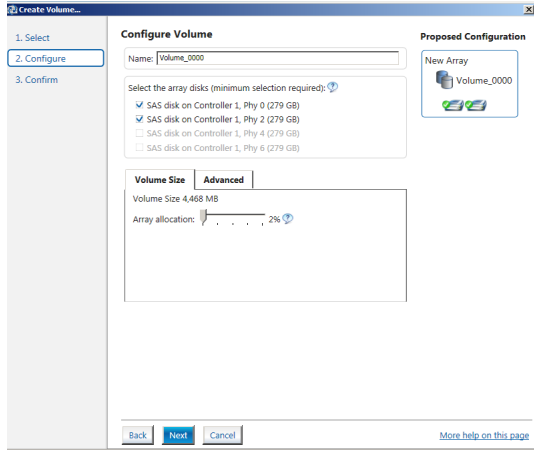 Create Volume...
1. Select
2. Configure
3. Confirm
Configure Volume
Name: Volume_0000
Select the array disks (minimum selection required):
SAS disk on Controller 1, Phy 0 (279 GB)
SAS disk on Controller 1, Phy 2 (279 GB)
SAS disk on Controller 1, Phy 4 (279 GB)
SAS disk on Controller 1, Phy 6 (279 GB)
Volume Size Advanced
Volume Size 4,468 MB
Array allocation: 2%
Proposed Configuration
New Array
Volume_0000
Back Next Cancel
More help on this page